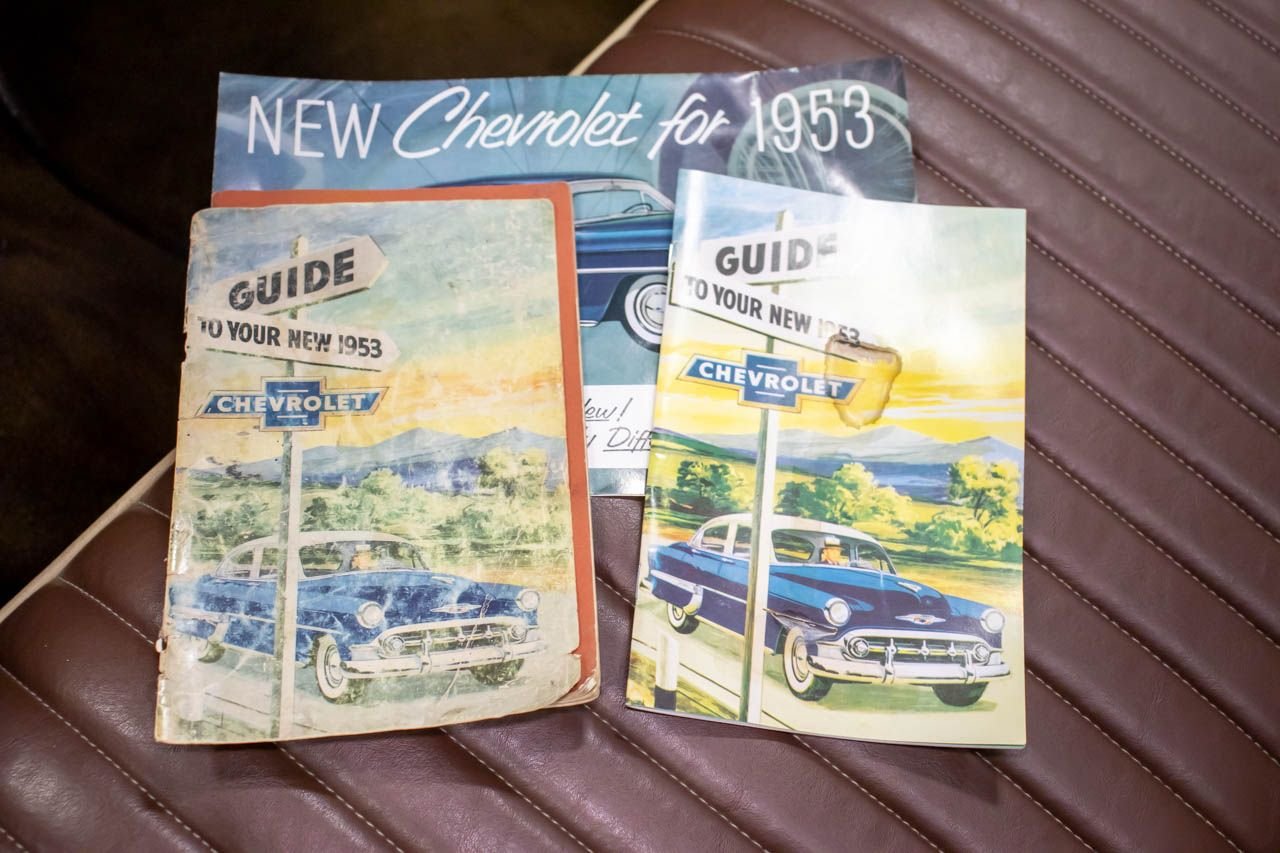 NEW Chevrolet for 1953
GUIDE
TO YOUR NEW 1953
CHEVROLET
GUIDE
TO YOUR NEW 1953
CHEVROLET